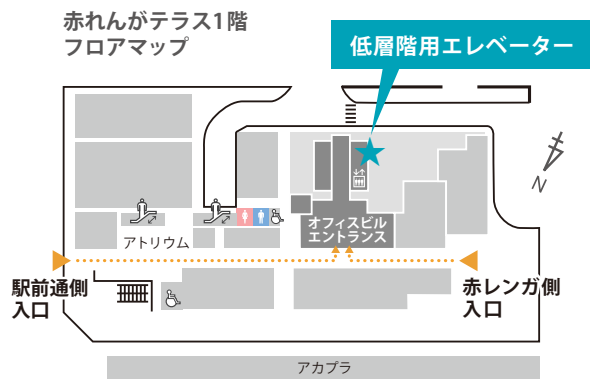 赤れんがテラス1階
フロアマップ
低層階用エレベーター
N
オフィスビル
エントランス
アトリウム
駅前通側
入口
赤レンガ側
入口
アカプラ